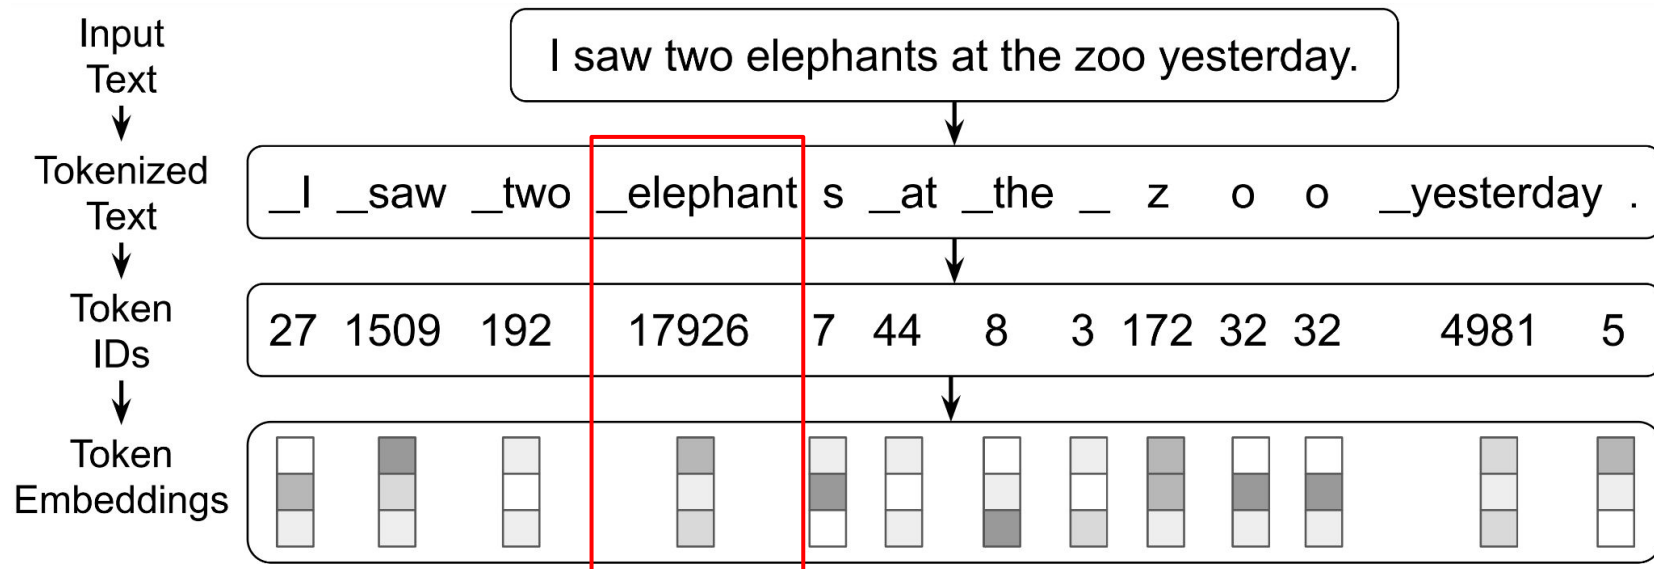 Input
Text
I saw two elephants at the zoo yesterday.
Tokenized
Text
_I _saw _two _elephant s _at _the _ z o o _yesterday .
Token
IDs
27 1509 192 17926 7 44 8 3 172 32 32 4981 5
Token
Embeddings